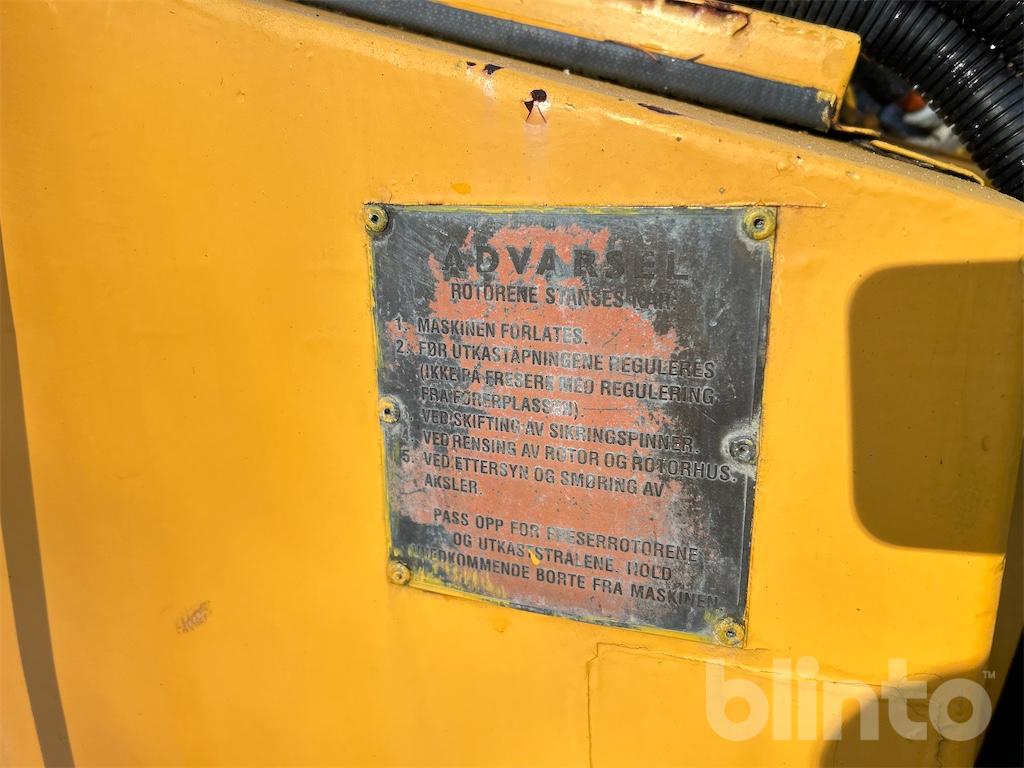 ADVARSEL
ROTORENE STANSES NÅR:
1. MASKINEN FORLATES.
2. FØR UTKASTÅPNINGENE REGULERES
(IKKE PÅ FRESERE MED REGULERING
FRA FØRERPLASSEN).
VED SKIFTING AV SIKRINGSPINNER.
VED RENSING AV ROTOR OG ROTORHUS.
5. VED ETTERSYN OG SMØRING AV
AKSLER.
PASS OPP FOR FRESERROTORENE
OG UTKASTSTRÅLENE. HOLD
UVEDKOMMENDE BORTE FRA MASKINEN
blinto™